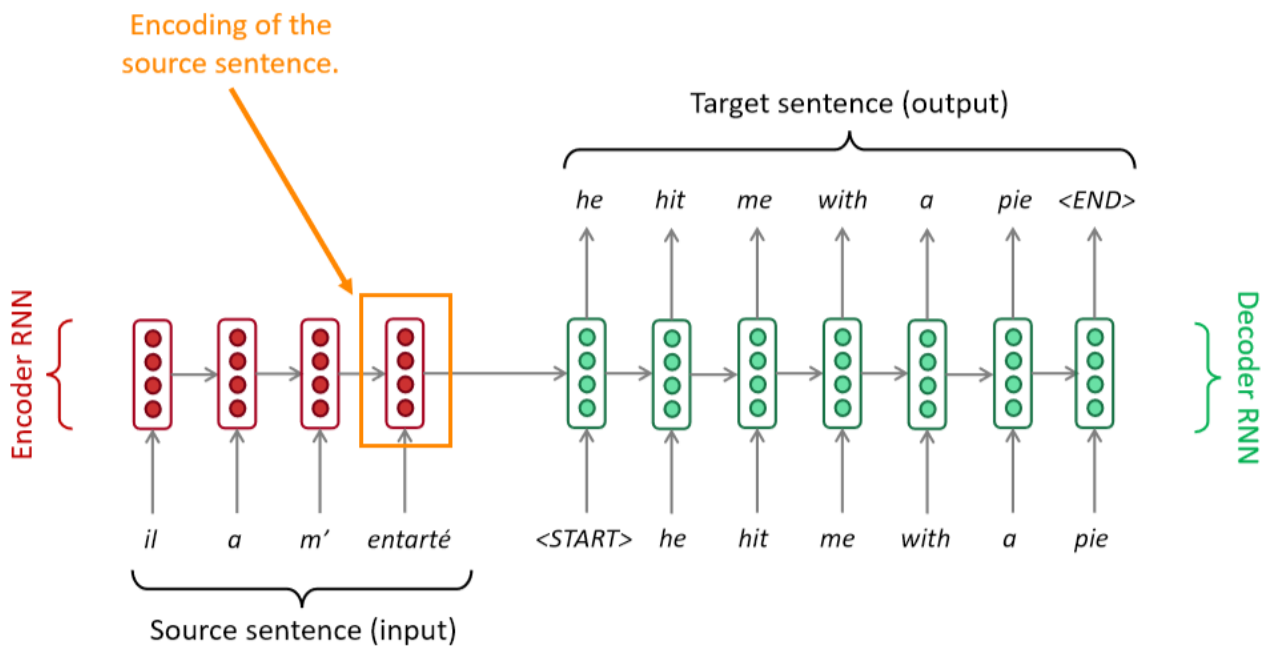 Encoding of the
source sentence.
Target sentence (output)
he hit me with a pie <END>
Encoder RNN
Decoder RNN
il a m’ entarté
<START> he hit me with a pie
Source sentence (input)